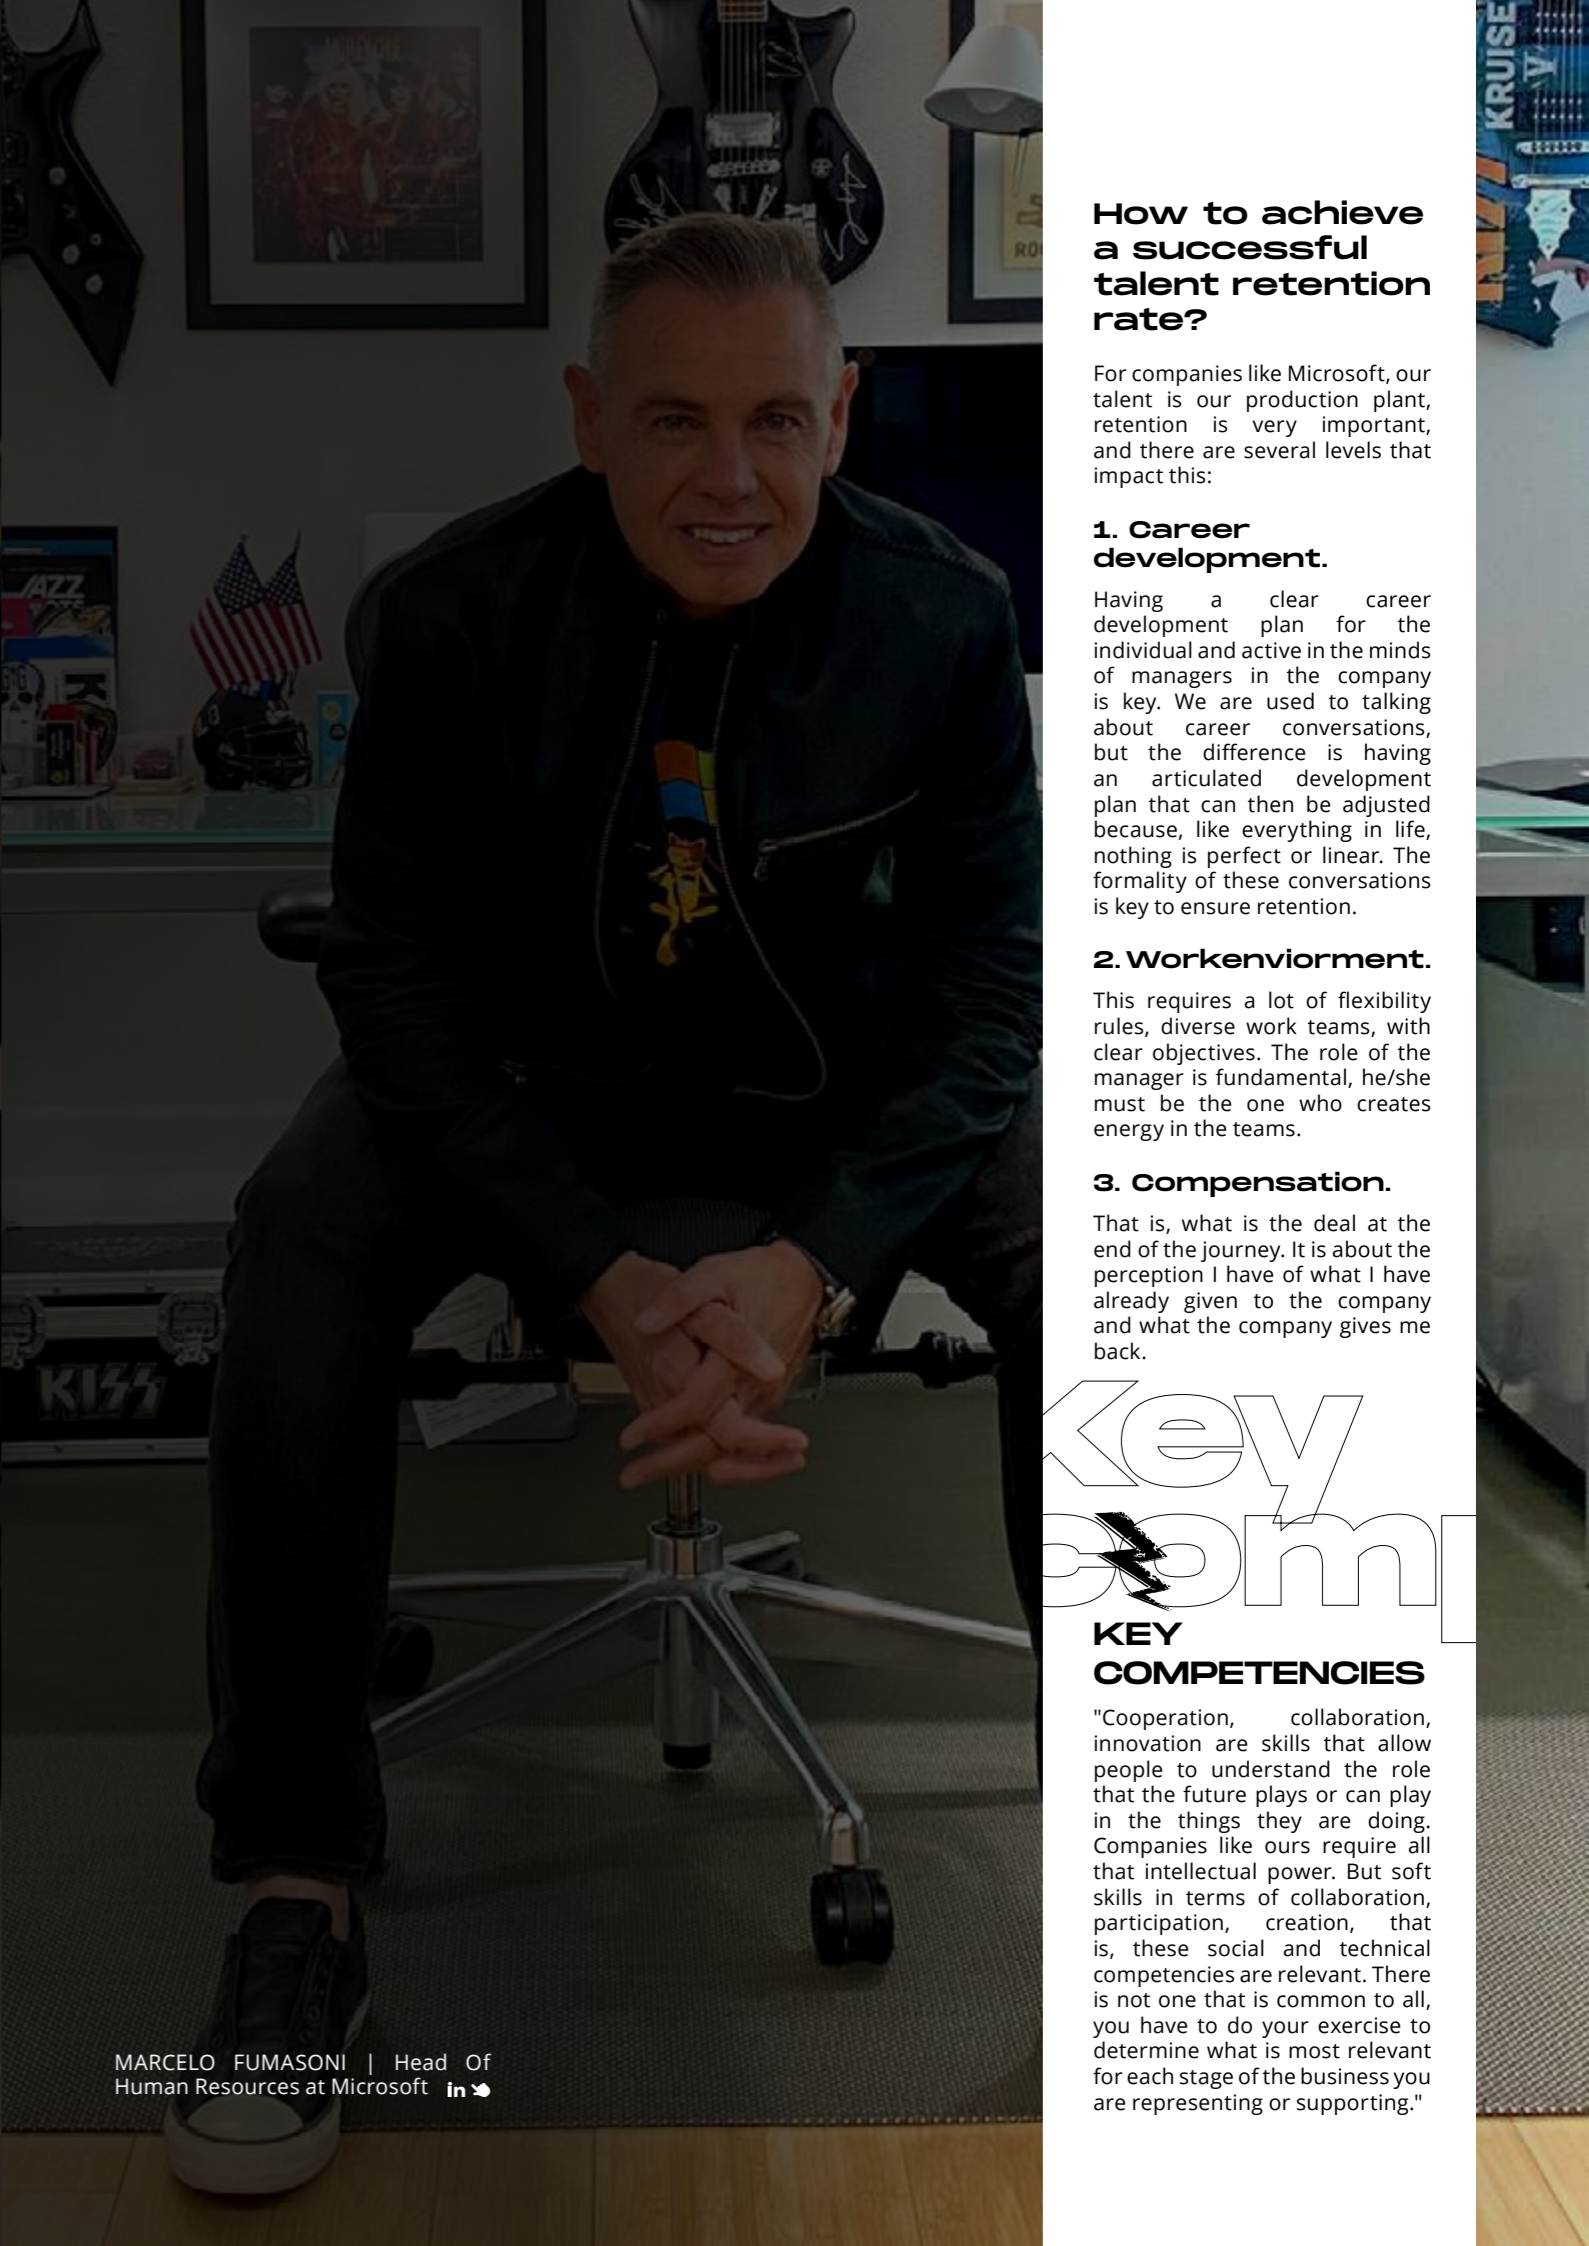 MÖTLEY CRÜE
KRUISE
V
JAZZ
ROC
KISS
How to achieve
a successful
talent retention
rate?
For companies like Microsoft, our
talent is our production plant,
retention is very important,
and there are several levels that
impact this:
1. Career
development.
Having a clear career
development plan for the
individual and active in the minds
of managers in the company
is key. We are used to talking
about career conversations,
but the difference is having
an articulated development
plan that can then be adjusted
because, like everything in life,
nothing is perfect or linear. The
formality of these conversations
is key to ensure retention.
2. Workenviorment.
This requires a lot of flexibility
rules, diverse work teams, with
clear objectives. The role of the
manager is fundamental, he/she
must be the one who creates
energy in the teams.
3. Compensation.
That is, what is the deal at the
end of the journey. It is about the
perception I have of what I have
already given to the company
and what the company gives me
back.
Key
comp
KEY
COMPETENCIES
"Cooperation, collaboration,
innovation are skills that allow
people to understand the role
that the future plays or can play
in the things they are doing.
Companies like ours require all
that intellectual power. But soft
skills in terms of collaboration,
participation, creation, that
is, these social and technical
competencies are relevant. There
is not one that is common to all,
you have to do your exercise to
determine what is most relevant
for each stage of the business you
are representing or supporting."
MARCELO FUMASONI | Head Of
Human Resources at Microsoft in